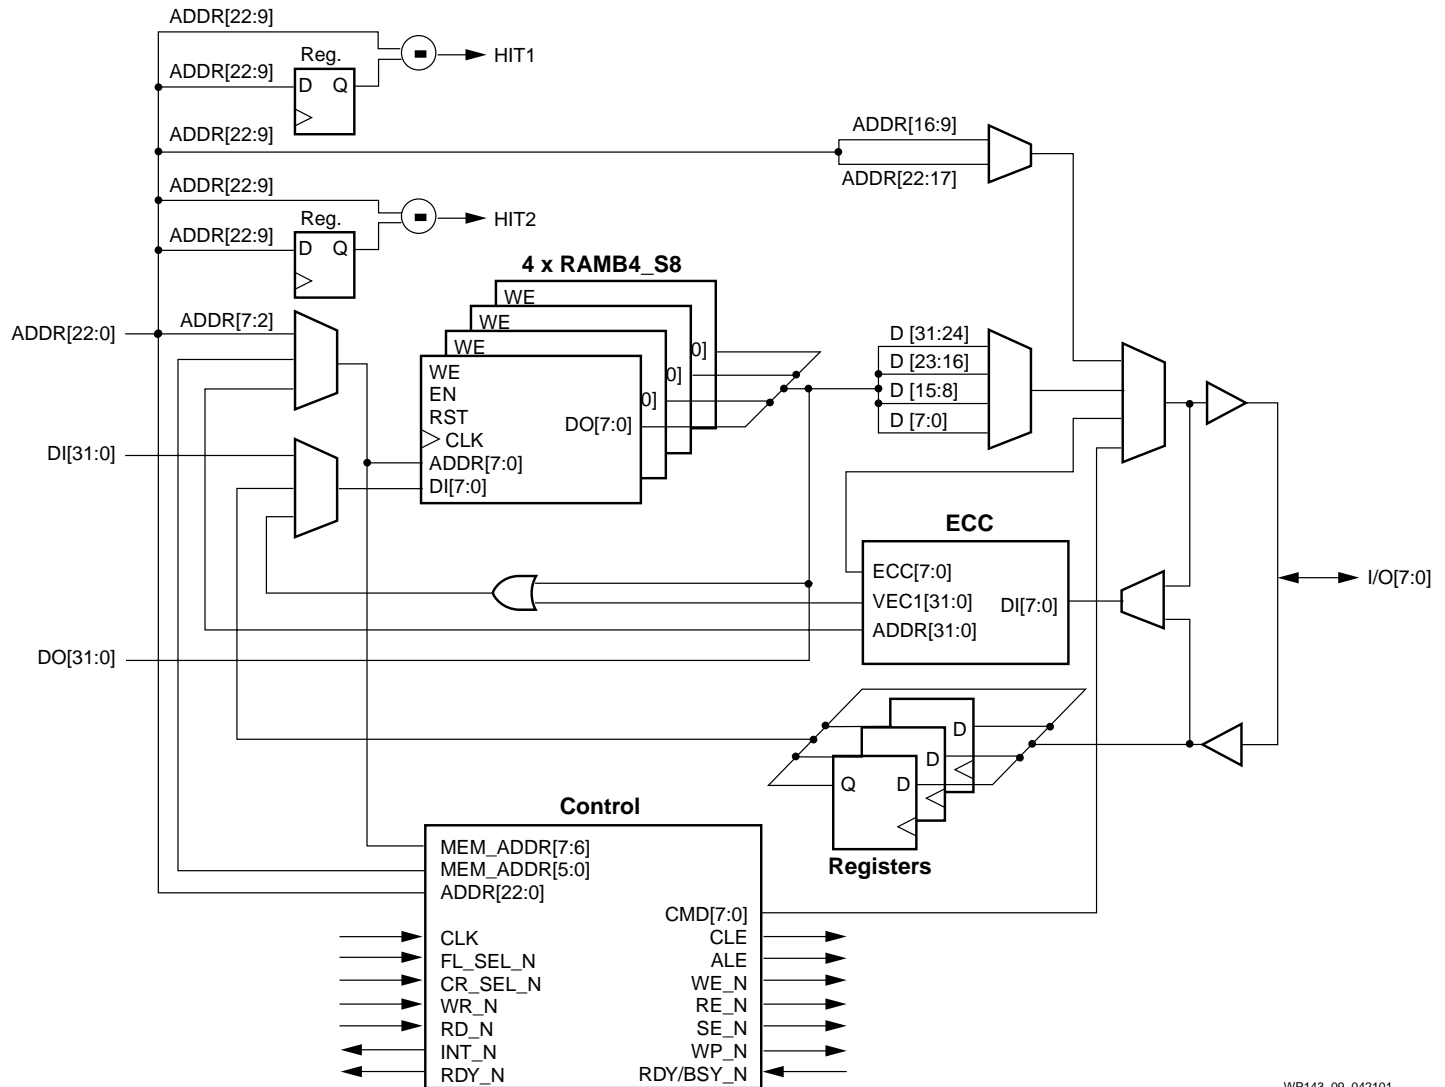 ADDR[22:9]
HIT1
Reg.
ADDR[22:9]
D Q
ADDR[22:9]
ADDR[16:9]
ADDR[22:17]
ADDR[22:9]
HIT2
Reg.
ADDR[22:9]
D Q
4 x RAMB4_S8
WE
WE
WE
0]
0]
0]
ADDR[7:2]
ADDR[22:0]
WE
EN
RST
CLK
ADDR[7:0]
DI[7:0]
DO[7:0]
D [31:24]
D [23:16]
D [15:8]
D [7:0]
DI[31:0]
ECC
ECC[7:0]
VEC1[31:0]
ADDR[31:0]
DI[7:0]
I/O[7:0]
DO[31:0]
D
D
Q D
Registers
Control
MEM_ADDR[7:6]
MEM_ADDR[5:0]
ADDR[22:0]
CMD[7:0]
CLK
CLE
FL_SEL_N
ALE
CR_SEL_N
WE_N
WR_N
RE_N
RD_N
SE_N
INT_N
WP_N
RDY_N
RDY/BSY_N
WP143_09_042101